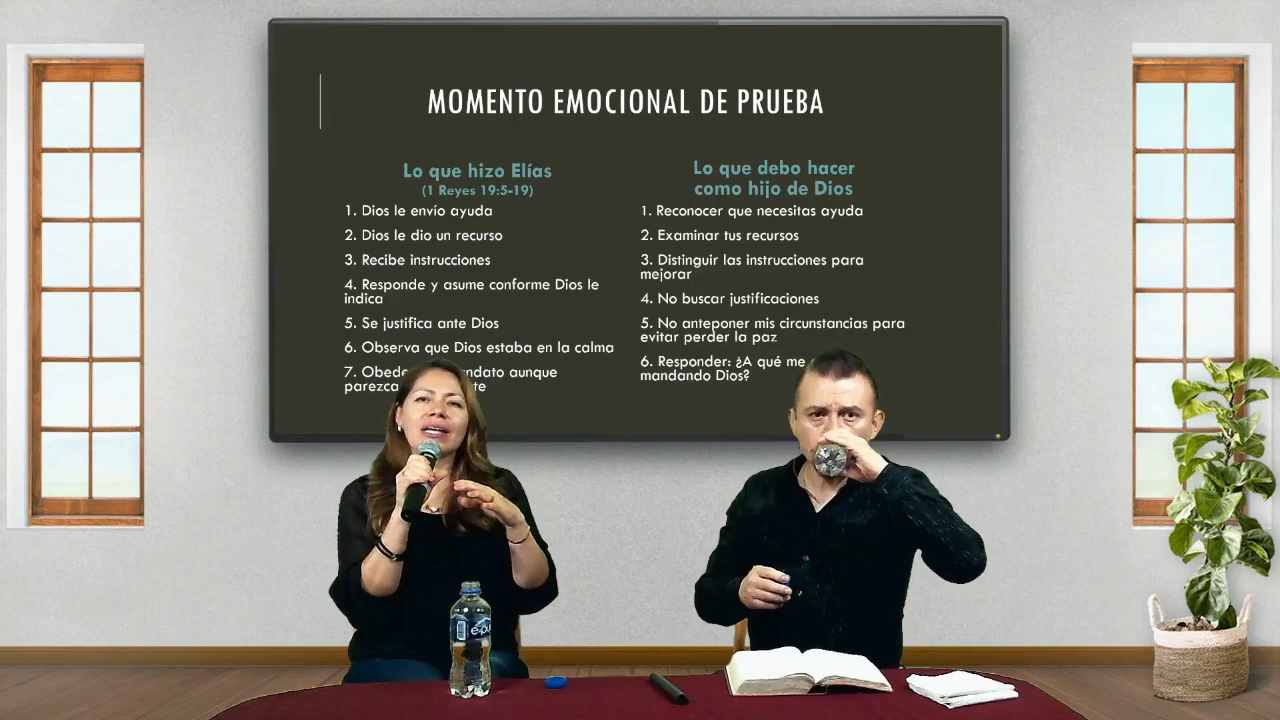 MOMENTO EMOCIONAL DE PRUEBA
Lo que hizo Elías
(1 Reyes 19:5-19)
1. Dios le envío ayuda
2. Dios le dio un recurso
3. Recibe instrucciones
4. Responde y asume conforme Dios le
indica
5. Se justifica ante Dios
6. Observa que Dios estaba en la calma
7. aunque
Lo que debo hacer
como hijo de Dios
1. Reconocer que necesitas ayuda
2. Examinar tus recursos
3. Distinguir las instrucciones para
mejorar
4. No buscar justificaciones
5. No anteponer mis circunstancias para
evitar perder la paz
6. Responder: ¿A qué me
mandando Dios?